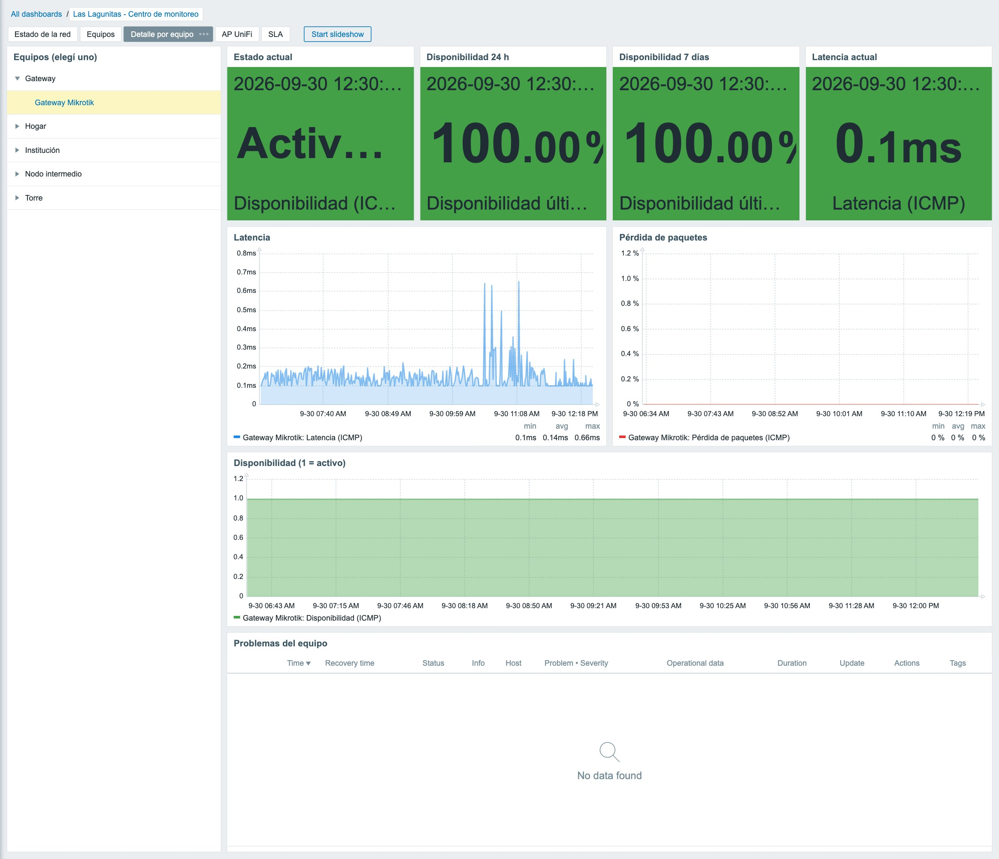 All dashboards / Las Lagunitas - Centro de monitoreo
Estado de la red Equipos Detalle por equipo ••• AP UniFi SLA Start slideshow
Equipos (elegí uno)
Gateway
Gateway Mikrotik
Hogar
Institución
Nodo intermedio
Torre
Estado actual
2026-09-30 12:30:…
Activ…
Disponibilidad (IC…
Disponibilidad 24 h
2026-09-30 12:30:…
100.00%
Disponibilidad últi…
Disponibilidad 7 días
2026-09-30 12:30:…
100.00%
Disponibilidad últi…
Latencia actual
2026-09-30 12:30:…
0.1ms
Latencia (ICMP)
Latencia
0.8ms
0.7ms
0.6ms
0.5ms
0.4ms
0.3ms
0.2ms
0.1ms
0
9-30 07:40 AM 9-30 08:49 AM 9-30 09:59 AM 9-30 11:08 AM 9-30 12:18 PM
min avg max
Gateway Mikrotik: Latencia (ICMP) 0.1ms 0.14ms 0.66ms
Pérdida de paquetes
1.2 %
1.0 %
0.8 %
0.6 %
0.4 %
0.2 %
0 %
9-30 06:34 AM 9-30 07:43 AM 9-30 08:52 AM 9-30 10:01 AM 9-30 11:10 AM 9-30 12:19 PM
min avg max
Gateway Mikrotik: Pérdida de paquetes (ICMP) 0 % 0 % 0 %
Disponibilidad (1 = activo)
1.2
1.0
0.8
0.6
0.4
0.2
0
9-30 06:43 AM 9-30 07:15 AM 9-30 07:46 AM 9-30 08:18 AM 9-30 08:50 AM 9-30 09:21 AM 9-30 09:53 AM 9-30 10:25 AM 9-30 10:56 AM 9-30 11:28 AM 9-30 12:00 PM
Gateway Mikrotik: Disponibilidad (ICMP)
Problemas del equipo
Time Recovery time Status Info Host Problem • Severity Operational data Duration Update Actions Tags
No data found